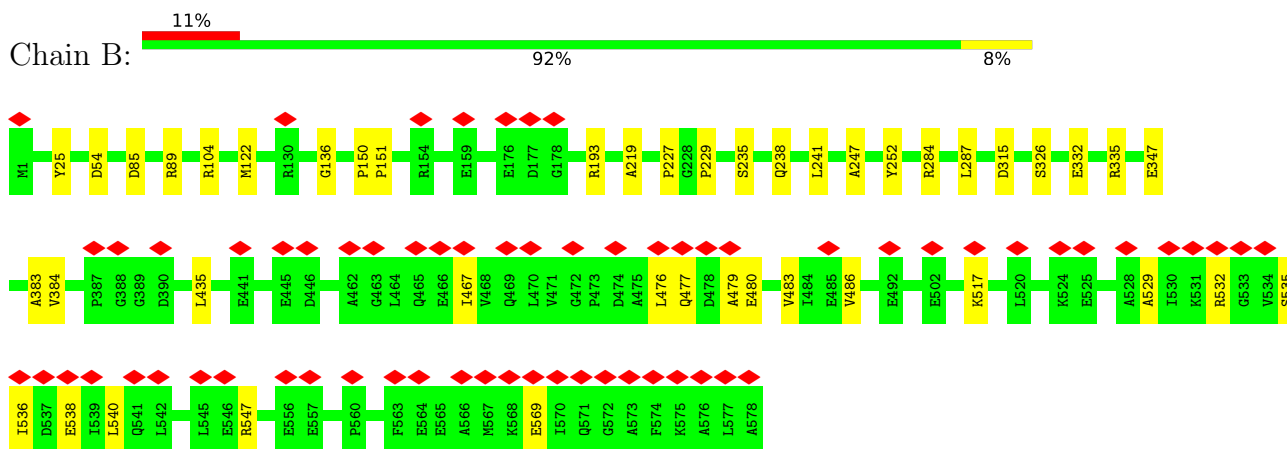 11%
Chain B:
92% 8%
M1 Y25 D54 D85 R89 R104 M122 R130 G136 P150 P151 R154 E159 E176 D177 G178 R193 A219 P227 G228 P229 S235 Q238 L241 A247 Y252 R284 L287 D315 S326 E332 R335 E347
A383 V384 P387 G388 G389 D390 L435 E441 E445 D446 A462 G463 L464 Q465 E466 I467 V468 Q469 L470 V471 G472 P473 D474 A475 L476 Q477 D478 A479 E480 V483 I484 E485 V486 E492 E502 K517 L520 K524 E525 A528 A529 I530 K531 R532 G533 V534 S535
I536 D537 E538 I539 L540 Q541 L542 L545 E546 R547 E556 E557 P560 F563 E564 E565 A566 M567 K568 E569 I570 Q571 G572 A573 F574 K575 A576 L577 A578